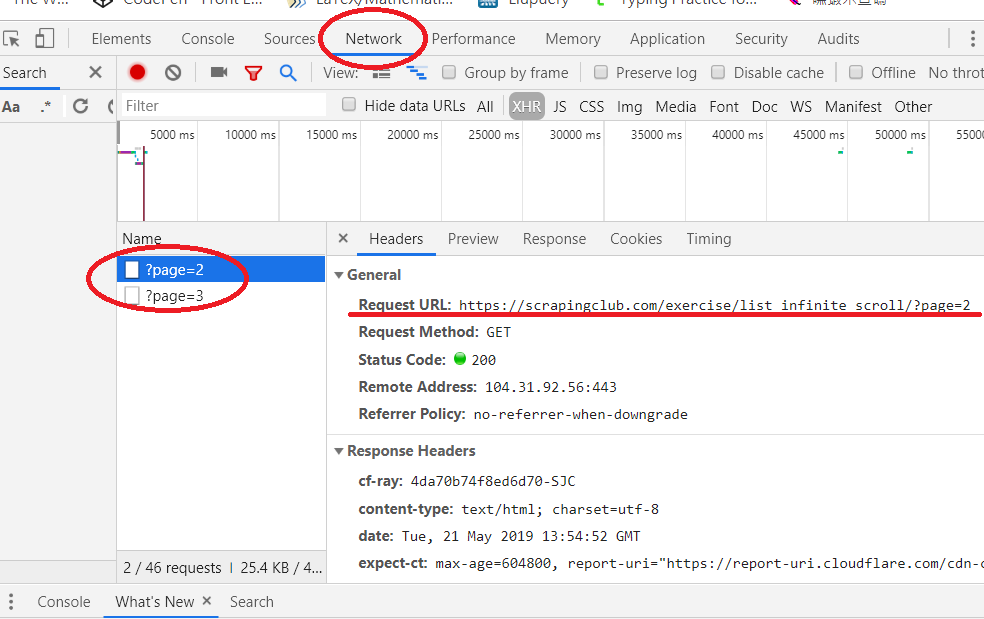 Elements Console Sources Network Performance Memory Application Security Audits
Search View: Group by frame Preserve log Disable cache Offline No thro
Aa .* Filter Hide data URLs All XHR JS CSS Img Media Font Doc WS Manifest Other
5000 ms 10000 ms 15000 ms 20000 ms 25000 ms 30000 ms 35000 ms 40000 ms 45000 ms 50000 ms 5500
Name Headers Preview Response Cookies Timing
?page=2
?page=3
General
Request URL: https://scrapingclub.com/exercise/list_infinite_scroll/?page=2
Request Method: GET
Status Code: 200
Remote Address: 104.31.92.56:443
Referrer Policy: no-referrer-when-downgrade
Response Headers
cf-ray: 4da70b74f8ed6d70-SJC
content-type: text/html; charset=utf-8
date: Tue, 21 May 2019 13:54:52 GMT
expect-ct: max-age=604800, report-uri="https://report-uri.cloudflare.com/cdn-c
2 / 46 requests | 25.4 KB / 4...
Console What's New Search